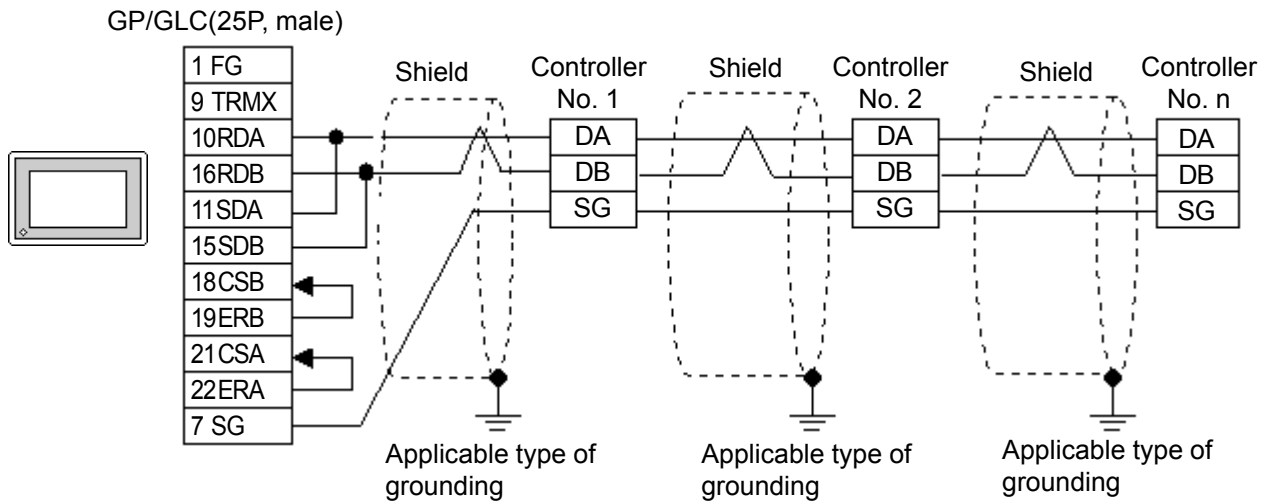 GP/GLC(25P, male)
1 FG
9 TRMX
10RDA
16RDB
11SDA
15SDB
18CSB
19ERB
21CSA
22ERA
7 SG
Shield
Controller
No. 1
DA
DB
SG
Shield
Controller
No. 2
DA
DB
SG
Shield
Controller
No. n
DA
DB
SG
Applicable type of
grounding
Applicable type of
grounding
Applicable type of
grounding